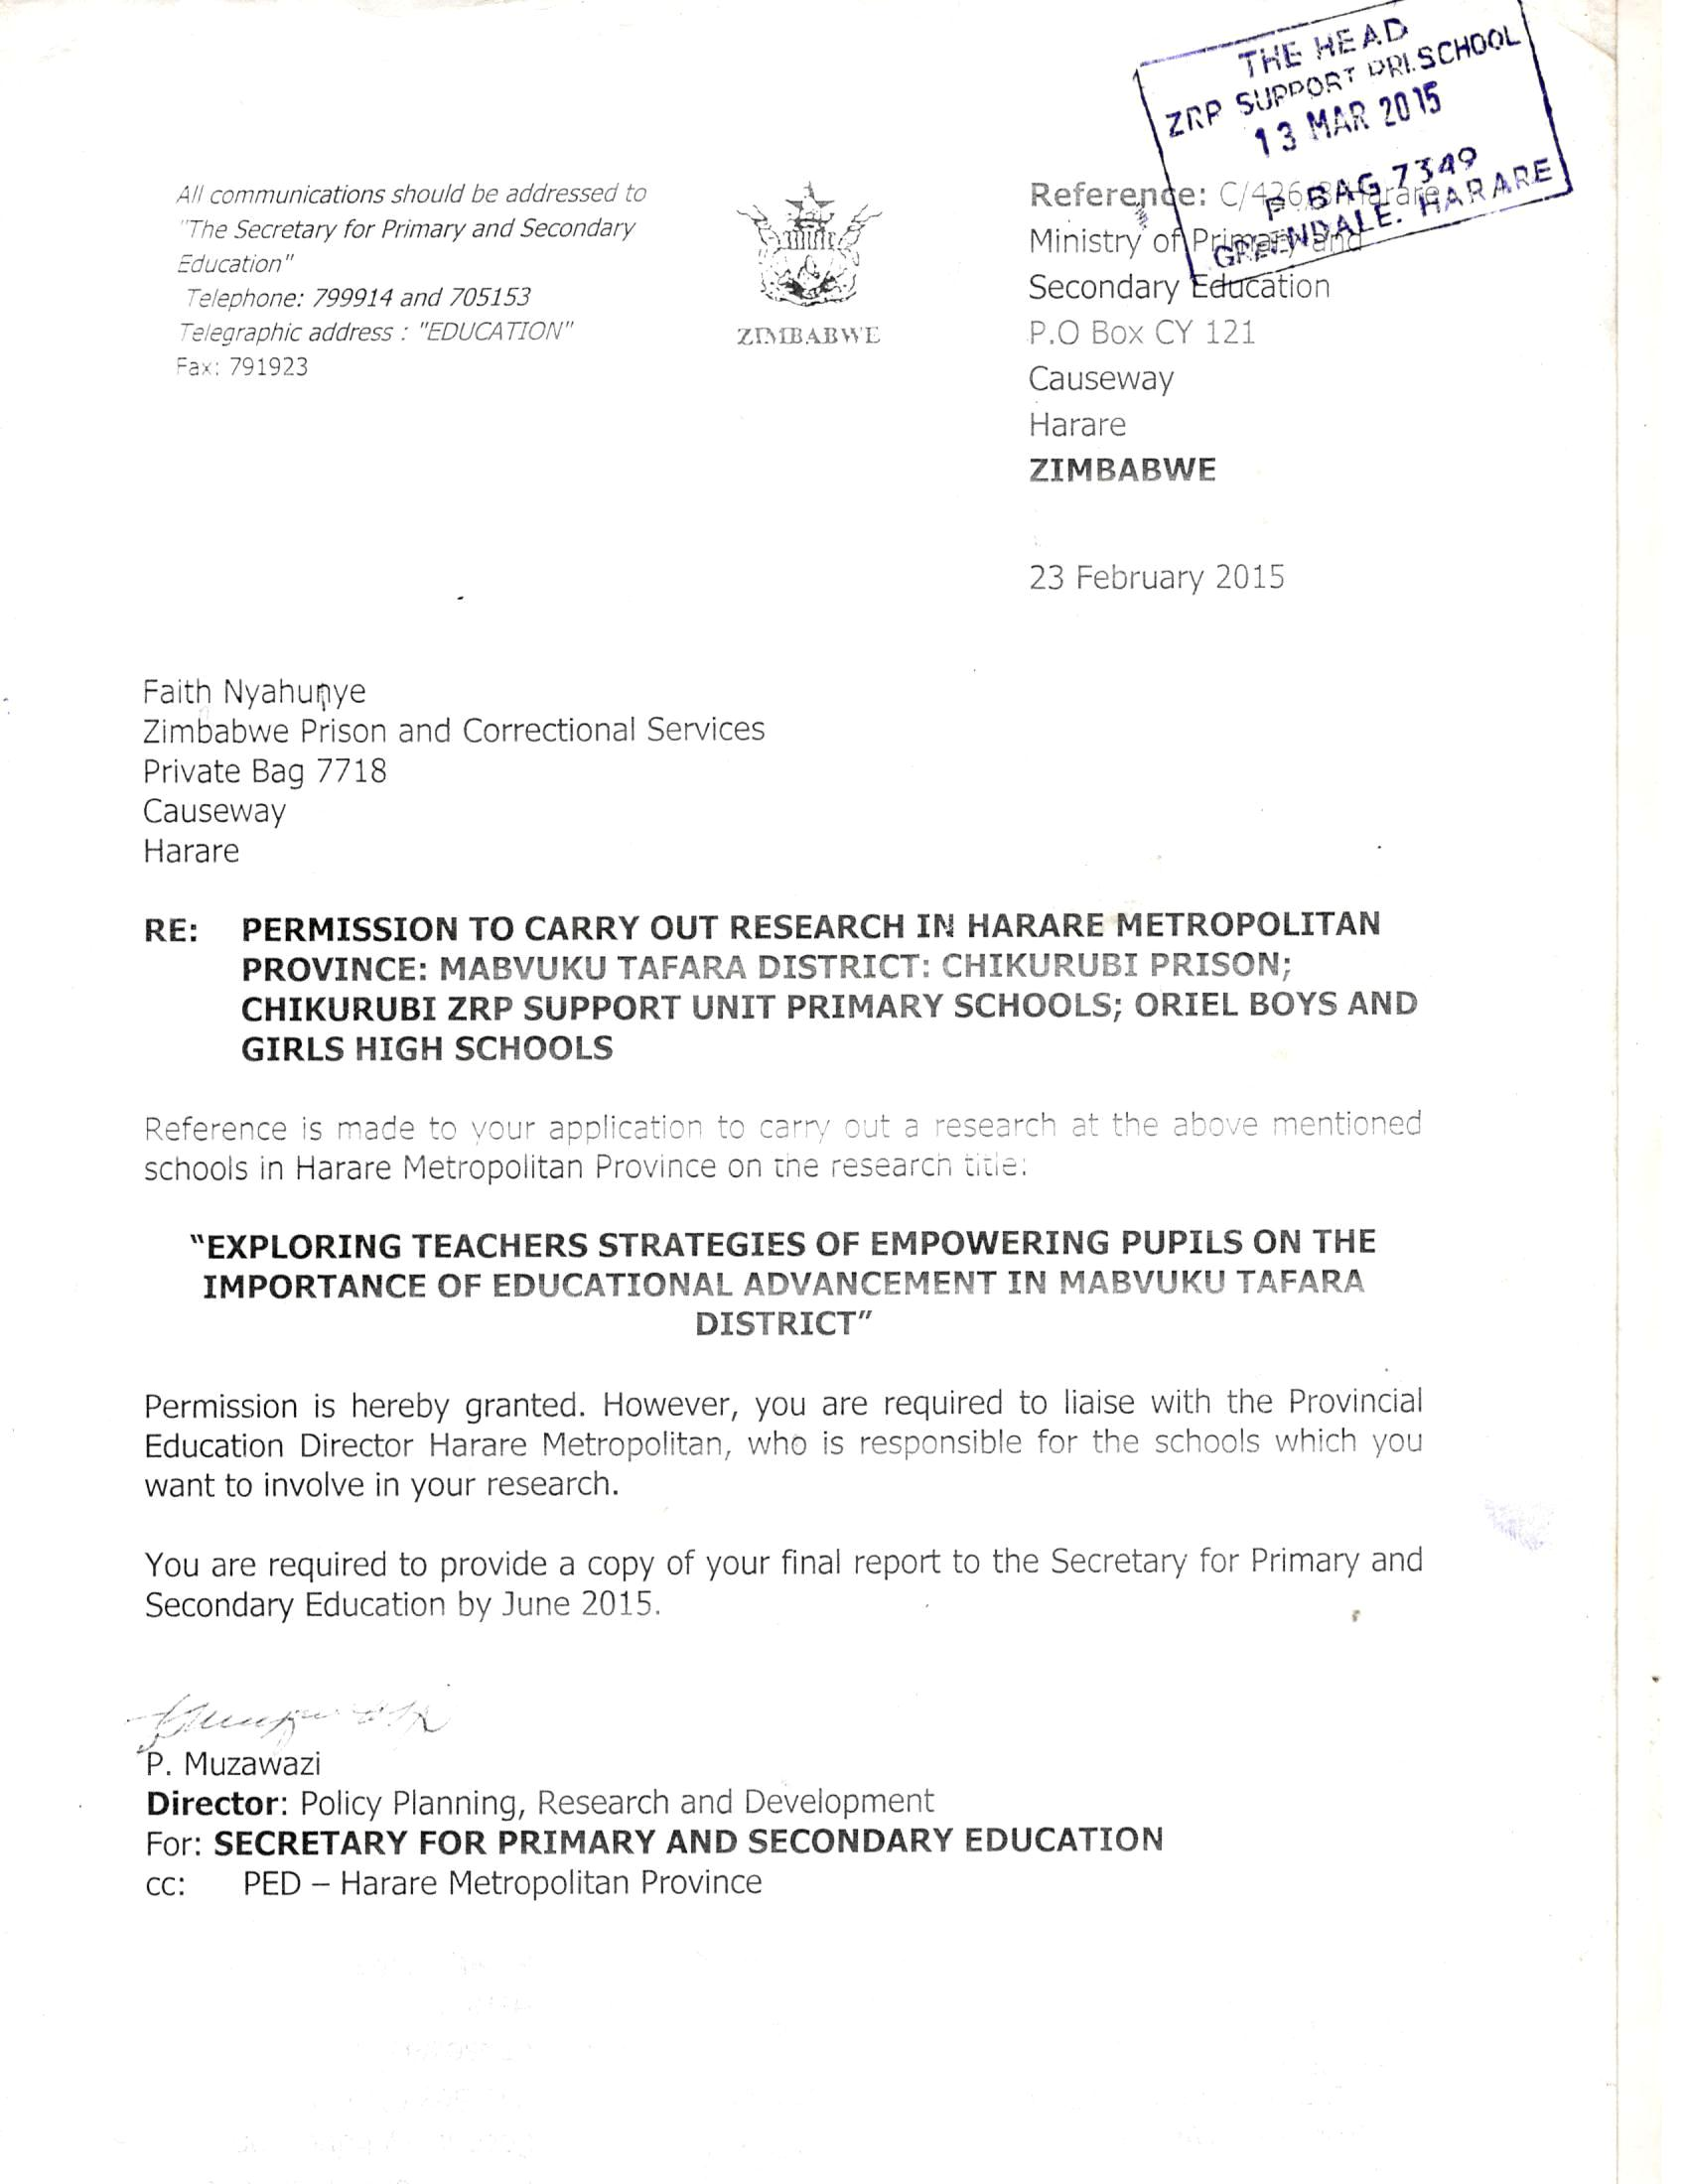 THE HEAD
ZRP SUPPORT PRI. SCHOOL
13 MAR 2015
P. BAG 7349
GREENDALE. HARARE
All communications should be addressed to
"The Secretary for Primary and Secondary
Education"
Telephone: 799914 and 705153
Telegraphic address : "EDUCATION"
Fax: 791923
ZIMBABWE
Reference: C/426 Harare
Ministry of Primary and
Secondary Education
P.O Box CY 121
Causeway
Harare
ZIMBABWE
23 February 2015
Faith Nyahunye
Zimbabwe Prison and Correctional Services
Private Bag 7718
Causeway
Harare
RE: PERMISSION TO CARRY OUT RESEARCH IN HARARE METROPOLITAN
PROVINCE: MABVUKU TAFARA DISTRICT: CHIKURUBI PRISON;
CHIKURUBI ZRP SUPPORT UNIT PRIMARY SCHOOLS; ORIEL BOYS AND
GIRLS HIGH SCHOOLS
Reference is made to your application to carry out a research at the above mentioned
schools in Harare Metropolitan Province on the research title:
"EXPLORING TEACHERS STRATEGIES OF EMPOWERING PUPILS ON THE
IMPORTANCE OF EDUCATIONAL ADVANCEMENT IN MABVUKU TAFARA
DISTRICT"
Permission is hereby granted. However, you are required to liaise with the Provincial
Education Director Harare Metropolitan, who is responsible for the schools which you
want to involve in your research.
You are required to provide a copy of your final report to the Secretary for Primary and
Secondary Education by June 2015.
P. Muzawazi
Director: Policy Planning, Research and Development
For: SECRETARY FOR PRIMARY AND SECONDARY EDUCATION
cc: PED – Harare Metropolitan Province